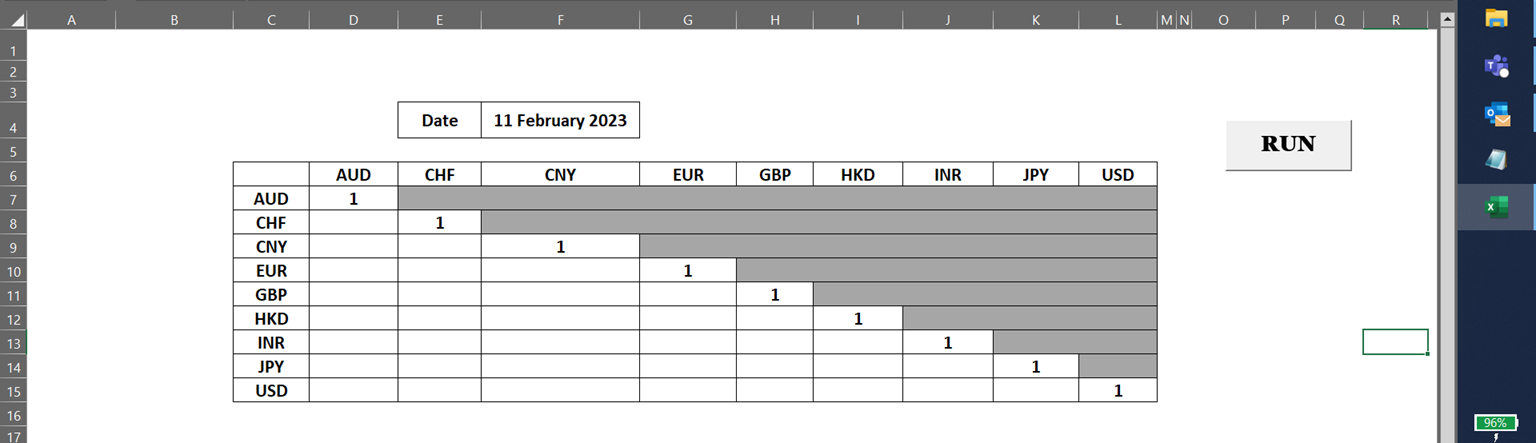 A B C D E F G H I J K L M N O P Q R
1
2
3
4 Date 11 February 2023 RUN
5
6 AUD CHF CNY EUR GBP HKD INR JPY USD
7 AUD 1
8 CHF 1
9 CNY 1
10 EUR 1
11 GBP 1
12 HKD 1
13 INR 1
14 JPY 1
15 USD 1
16
17
96%